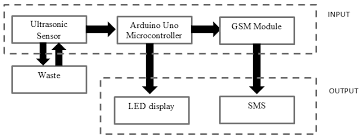 INPUT
Ultrasonic
Sensor
Arduino Uno
Microcontroller
GSM Module
Waste
OUTPUT
LED display
SMS